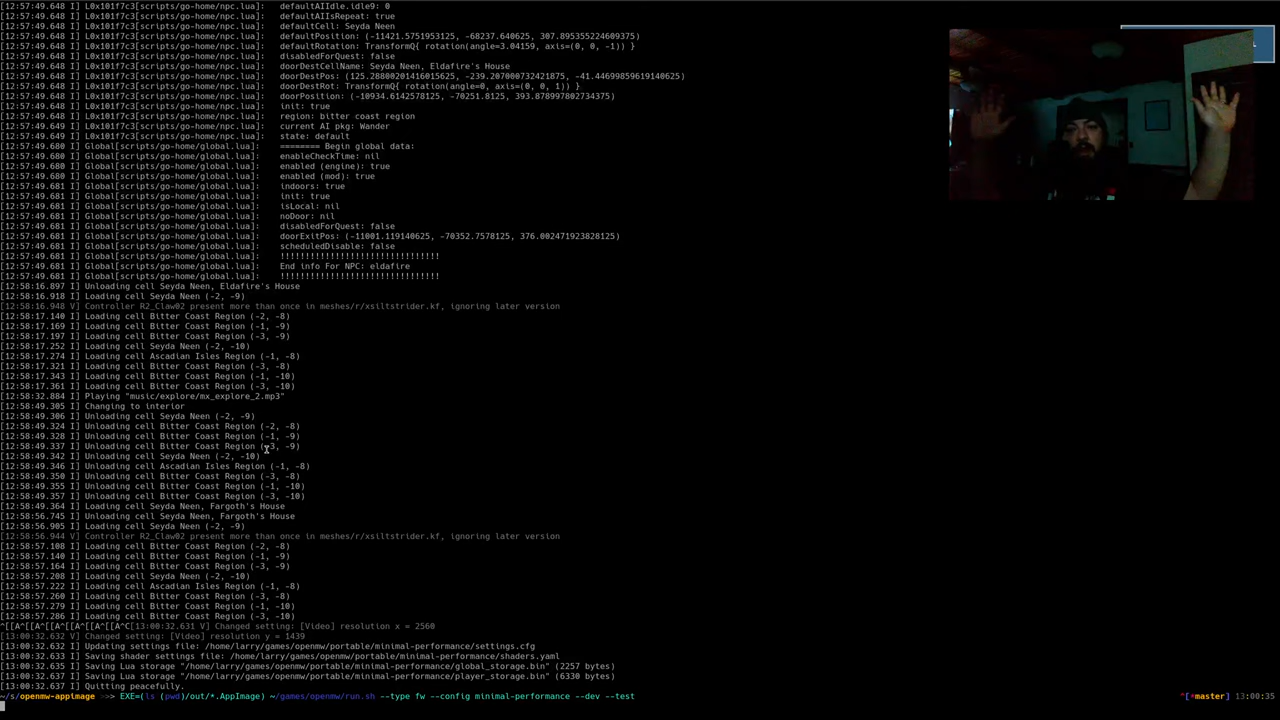 [12:57:49.648 I] L0x101f7c3[scripts/go-home/npc.lua]:    defaultAIIdle.idle9: 0
[12:57:49.648 I] L0x101f7c3[scripts/go-home/npc.lua]:    defaultAIIsRepeat: true
[12:57:49.648 I] L0x101f7c3[scripts/go-home/npc.lua]:    defaultCell: Seyda Neen
[12:57:49.648 I] L0x101f7c3[scripts/go-home/npc.lua]:    defaultPosition: (-11421.5751953125, -68237.640625, 307.895355224609375)
[12:57:49.648 I] L0x101f7c3[scripts/go-home/npc.lua]:    defaultRotation: TransformQ{ rotation(angle=3.04159, axis=(0, 0, -1)) }
[12:57:49.648 I] L0x101f7c3[scripts/go-home/npc.lua]:    disabledForQuest: false
[12:57:49.648 I] L0x101f7c3[scripts/go-home/npc.lua]:    doorDestCellName: Seyda Neen, Eldafire's House
[12:57:49.648 I] L0x101f7c3[scripts/go-home/npc.lua]:    doorDestPos: (125.28800201416015625, -239.207000732421875, -41.44699859619140625)
[12:57:49.648 I] L0x101f7c3[scripts/go-home/npc.lua]:    doorDestRot: TransformQ{ rotation(angle=0, axis=(0, 0, 1)) }
[12:57:49.648 I] L0x101f7c3[scripts/go-home/npc.lua]:    doorPosition: (-10934.6142578125, -70251.8125, 393.878997802734375)
[12:57:49.648 I] L0x101f7c3[scripts/go-home/npc.lua]:    init: true
[12:57:49.648 I] L0x101f7c3[scripts/go-home/npc.lua]:    region: bitter coast region
[12:57:49.649 I] L0x101f7c3[scripts/go-home/npc.lua]:    current AI pkg: Wander
[12:57:49.649 I] L0x101f7c3[scripts/go-home/npc.lua]:    state: default
[12:57:49.680 I] Global[scripts/go-home/global.lua]:    ======== Begin global data:
[12:57:49.680 I] Global[scripts/go-home/global.lua]:    enableCheckTime: nil
[12:57:49.680 I] Global[scripts/go-home/global.lua]:    enabled (engine): true
[12:57:49.680 I] Global[scripts/go-home/global.lua]:    enabled (mod): true
[12:57:49.681 I] Global[scripts/go-home/global.lua]:    indoors: true
[12:57:49.681 I] Global[scripts/go-home/global.lua]:    init: true
[12:57:49.681 I] Global[scripts/go-home/global.lua]:    isLocal: nil
[12:57:49.681 I] Global[scripts/go-home/global.lua]:    noDoor: nil
[12:57:49.681 I] Global[scripts/go-home/global.lua]:    disabledForQuest: false
[12:57:49.681 I] Global[scripts/go-home/global.lua]:    doorExitPos: (-11001.119140625, -70352.7578125, 376.002471923828125)
[12:57:49.681 I] Global[scripts/go-home/global.lua]:    scheduledDisable: false
[12:57:49.681 I] Global[scripts/go-home/global.lua]:    !!!!!!!!!!!!!!!!!!!!!!!!!!!!!!!!
[12:57:49.681 I] Global[scripts/go-home/global.lua]:    End info For NPC: eldafire
[12:57:49.681 I] Global[scripts/go-home/global.lua]:    !!!!!!!!!!!!!!!!!!!!!!!!!!!!!!!!
[12:58:16.897 I] Unloading cell Seyda Neen, Eldafire's House
[12:58:16.918 I] Loading cell Seyda Neen (-2, -9)
[12:58:16.948 V] Controller R2_Claw02 present more than once in meshes/r/xsiltstrider.kf, ignoring later version
[12:58:17.140 I] Loading cell Bitter Coast Region (-2, -8)
[12:58:17.169 I] Loading cell Bitter Coast Region (-1, -9)
[12:58:17.197 I] Loading cell Bitter Coast Region (-3, -9)
[12:58:17.252 I] Loading cell Seyda Neen (-2, -10)
[12:58:17.274 I] Loading cell Ascadian Isles Region (-1, -8)
[12:58:17.321 I] Loading cell Bitter Coast Region (-3, -8)
[12:58:17.343 I] Loading cell Bitter Coast Region (-1, -10)
[12:58:17.361 I] Loading cell Bitter Coast Region (-3, -10)
[12:58:32.884 I] Playing "music/explore/mx_explore_2.mp3"
[12:58:49.305 I] Changing to interior
[12:58:49.306 I] Unloading cell Seyda Neen (-2, -9)
[12:58:49.324 I] Unloading cell Bitter Coast Region (-2, -8)
[12:58:49.328 I] Unloading cell Bitter Coast Region (-1, -9)
[12:58:49.337 I] Unloading cell Bitter Coast Region (-3, -9)
[12:58:49.342 I] Unloading cell Seyda Neen (-2, -10)
[12:58:49.346 I] Unloading cell Ascadian Isles Region (-1, -8)
[12:58:49.350 I] Unloading cell Bitter Coast Region (-3, -8)
[12:58:49.355 I] Unloading cell Bitter Coast Region (-1, -10)
[12:58:49.357 I] Unloading cell Bitter Coast Region (-3, -10)
[12:58:49.364 I] Loading cell Seyda Neen, Fargoth's House
[12:58:56.745 I] Unloading cell Seyda Neen, Fargoth's House
[12:58:56.905 I] Loading cell Seyda Neen (-2, -9)
[12:58:56.944 V] Controller R2_Claw02 present more than once in meshes/r/xsiltstrider.kf, ignoring later version
[12:58:57.108 I] Loading cell Bitter Coast Region (-2, -8)
[12:58:57.140 I] Loading cell Bitter Coast Region (-1, -9)
[12:58:57.164 I] Loading cell Bitter Coast Region (-3, -9)
[12:58:57.208 I] Loading cell Seyda Neen (-2, -10)
[12:58:57.222 I] Loading cell Ascadian Isles Region (-1, -8)
[12:58:57.260 I] Loading cell Bitter Coast Region (-3, -8)
[12:58:57.279 I] Loading cell Bitter Coast Region (-1, -10)
[12:58:57.286 I] Loading cell Bitter Coast Region (-3, -10)
^[[A^[[A^[[A^[[A^[[A^[[A^C[13:00:32.631 V] Changed setting: [Video] resolution x = 2560
[13:00:32.632 V] Changed setting: [Video] resolution y = 1439
[13:00:32.632 I] Updating settings file: /home/larry/games/openmw/portable/minimal-performance/settings.cfg
[13:00:32.633 I] Saving shader settings file: /home/larry/games/openmw/portable/minimal-performance/shaders.yaml
[13:00:32.635 I] Saving Lua storage "/home/larry/games/openmw/portable/minimal-performance/global_storage.bin" (2257 bytes)
[13:00:32.637 I] Saving Lua storage "/home/larry/games/openmw/portable/minimal-performance/player_storage.bin" (6330 bytes)
[13:00:32.637 I] Quitting peacefully.
~/s/openmw-appimage >>> EXE=(ls (pwd)/out/*.AppImage) ~/games/openmw/run.sh --type fw --config minimal-performance --dev --test ^[*master] 13:00:35